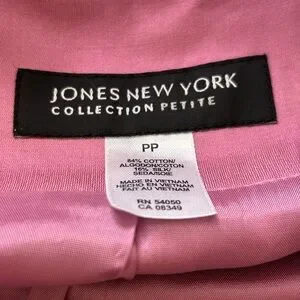 JONES NEW YORK
COLLECTION PETITE
PP
84% COTTON/
ALGODON/COTON
16% SILK/
SEDA/SOIE
MADE IN VIETNAM
HECHO EN VIETNAM
FAIT AU VIETNAM
RN 54050
CA 08349